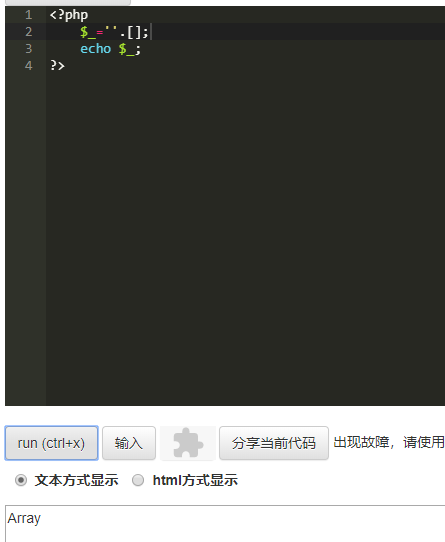 1 <?php
2 $_=''.[];
3 echo $_;
4 ?>
run (ctrl+x) 输入 分享当前代码 出现故障，请使用
文本方式显示 html方式显示
Array